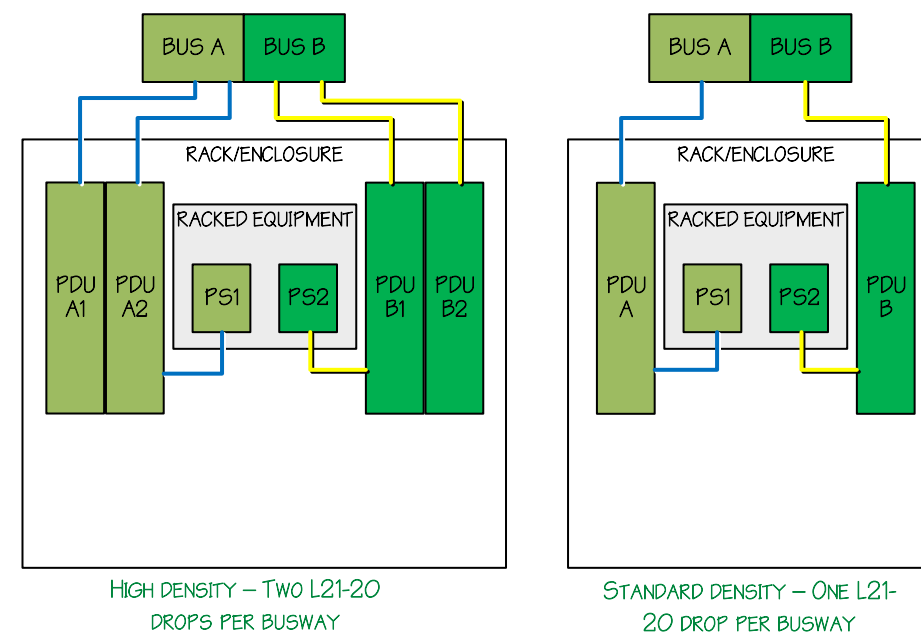 BUS A
BUS B
RACK/ENCLOSURE
RACKED EQUIPMENT
PDU
A1
PDU
A2
PS1
PS2
PDU
B1
PDU
B2
HIGH DENSITY – TWO L21-20
DROPS PER BUSWAY
BUS A
BUS B
RACK/ENCLOSURE
RACKED EQUIPMENT
PDU
A
PS1
PS2
PDU
B
STANDARD DENSITY – ONE L21-
20 DROP PER BUSWAY